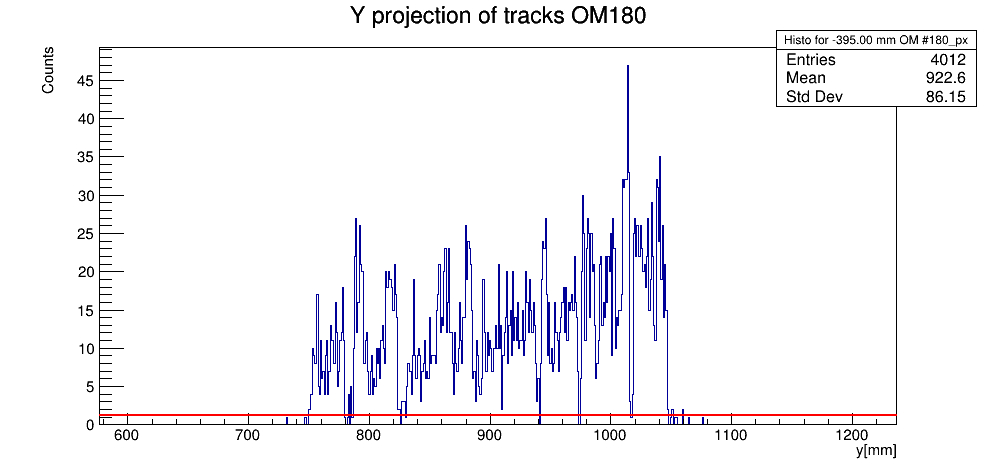 Y projection of tracks OM180
Histo for -395.00 mm OM #180_px
Entries 4012
Mean 922.6
Std Dev 86.15
Counts
45
40
35
30
25
20
15
10
5
0
600 700 800 900 1000 1100 1200
y[mm]